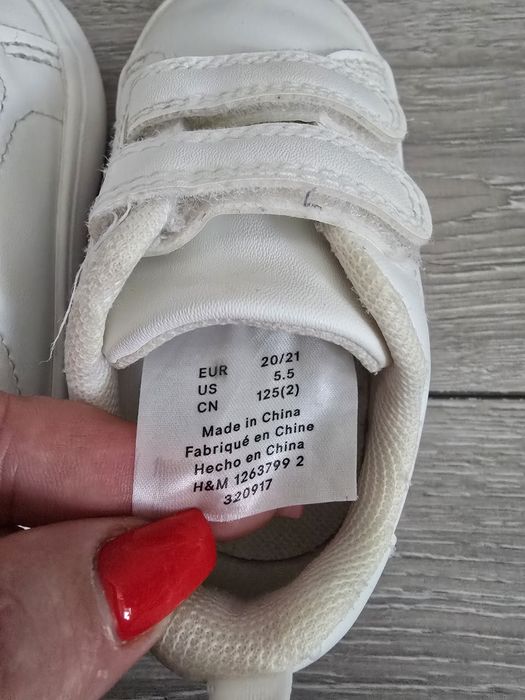 EUR 20/21
US 5.5
CN 125(2)
Made in China
Fabriqué en Chine
Hecho en China
H&M 1263799 2
320917